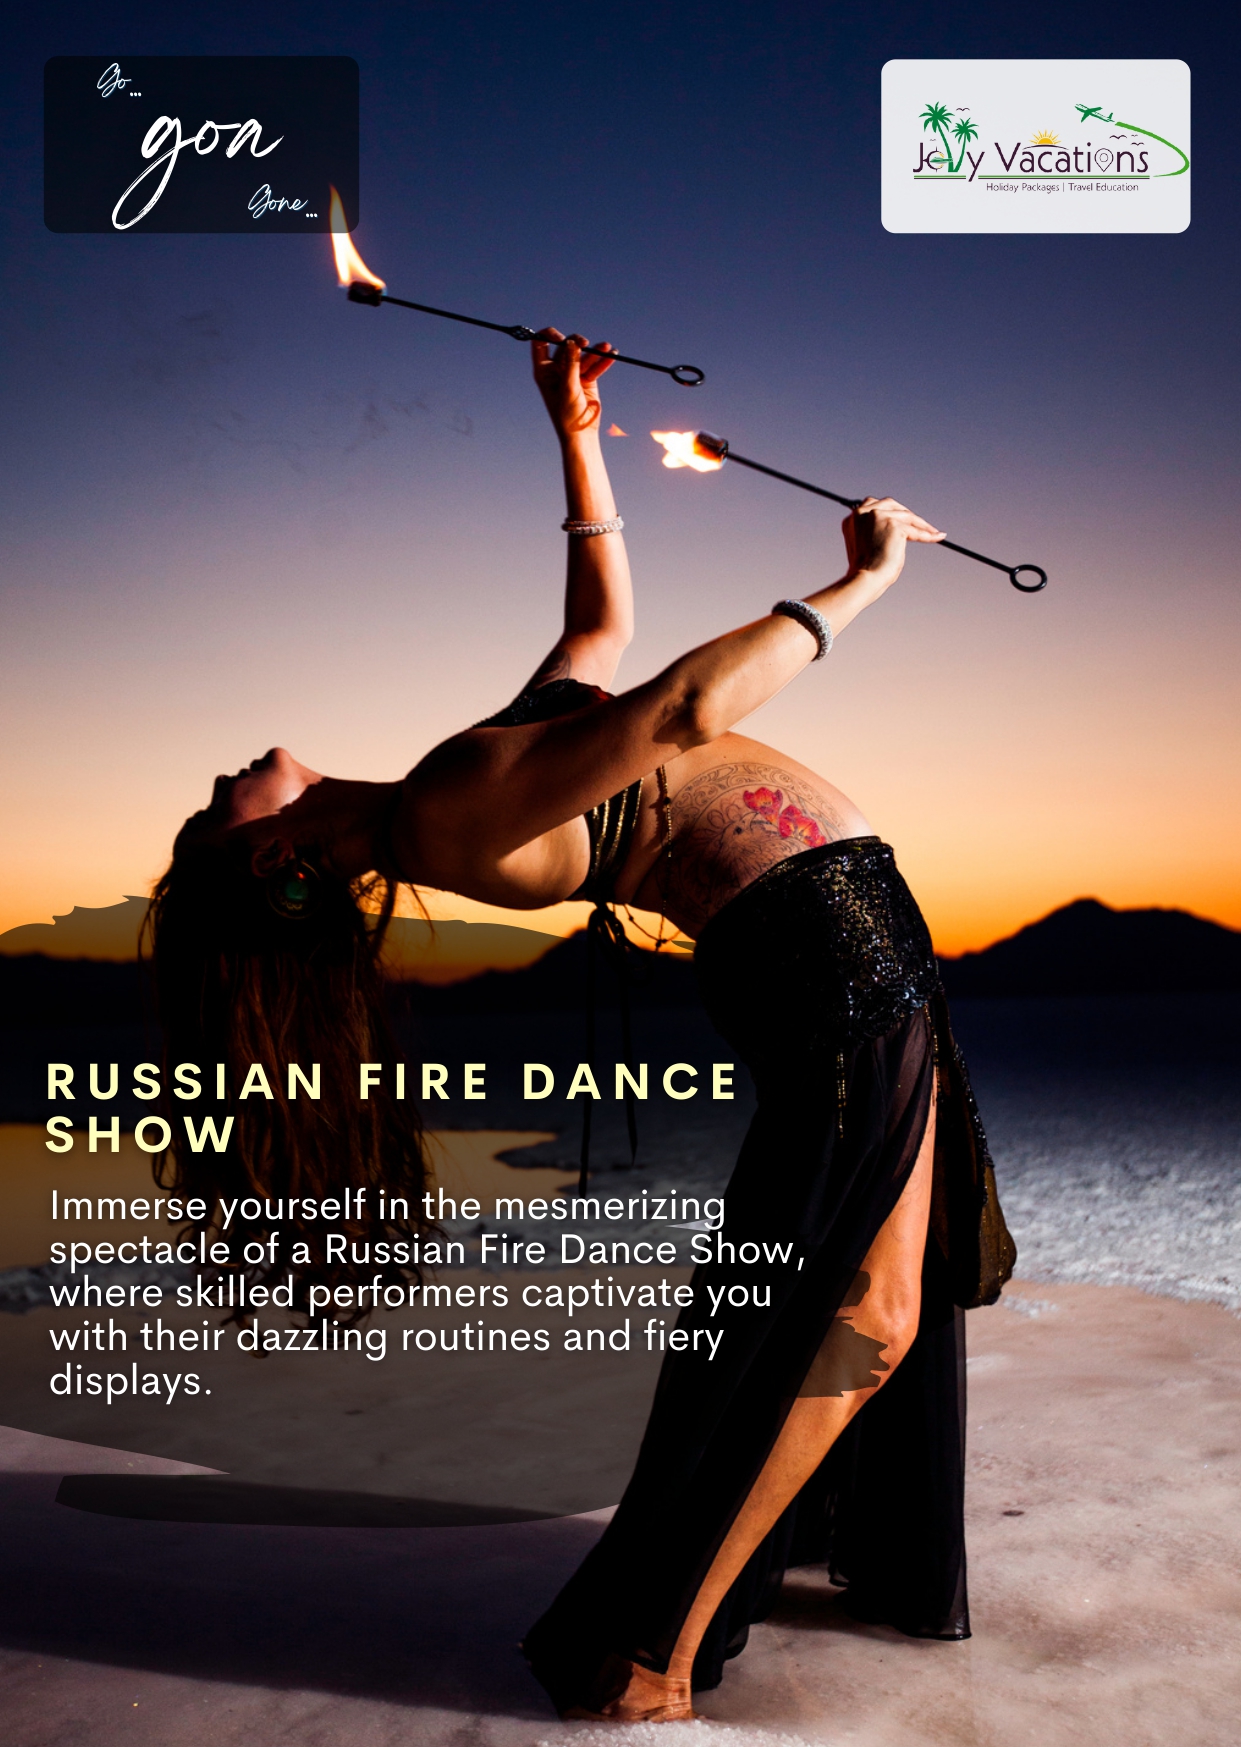 Go...
goa
Gone...
Jolly Vacations
Holiday Packages | Travel Education
RUSSIAN FIRE DANCE
SHOW
Immerse yourself in the mesmerizing
spectacle of a Russian Fire Dance Show,
where skilled performers captivate you
with their dazzling routines and fiery
displays.